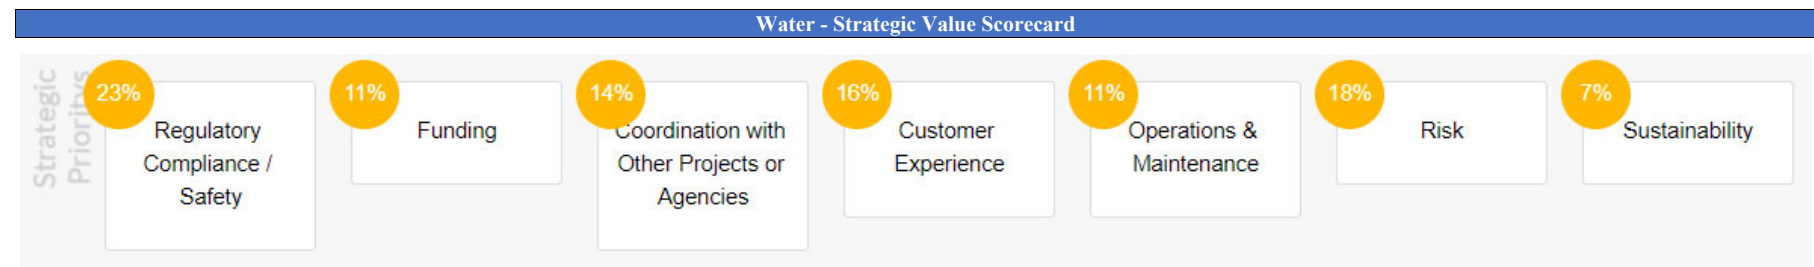 Water - Strategic Value Scorecard
Strategic
Prioritys
23%
Regulatory
Compliance /
Safety
11%
Funding
14%
Coordination with
Other Projects or
Agencies
16%
Customer
Experience
11%
Operations &
Maintenance
18%
Risk
7%
Sustainability